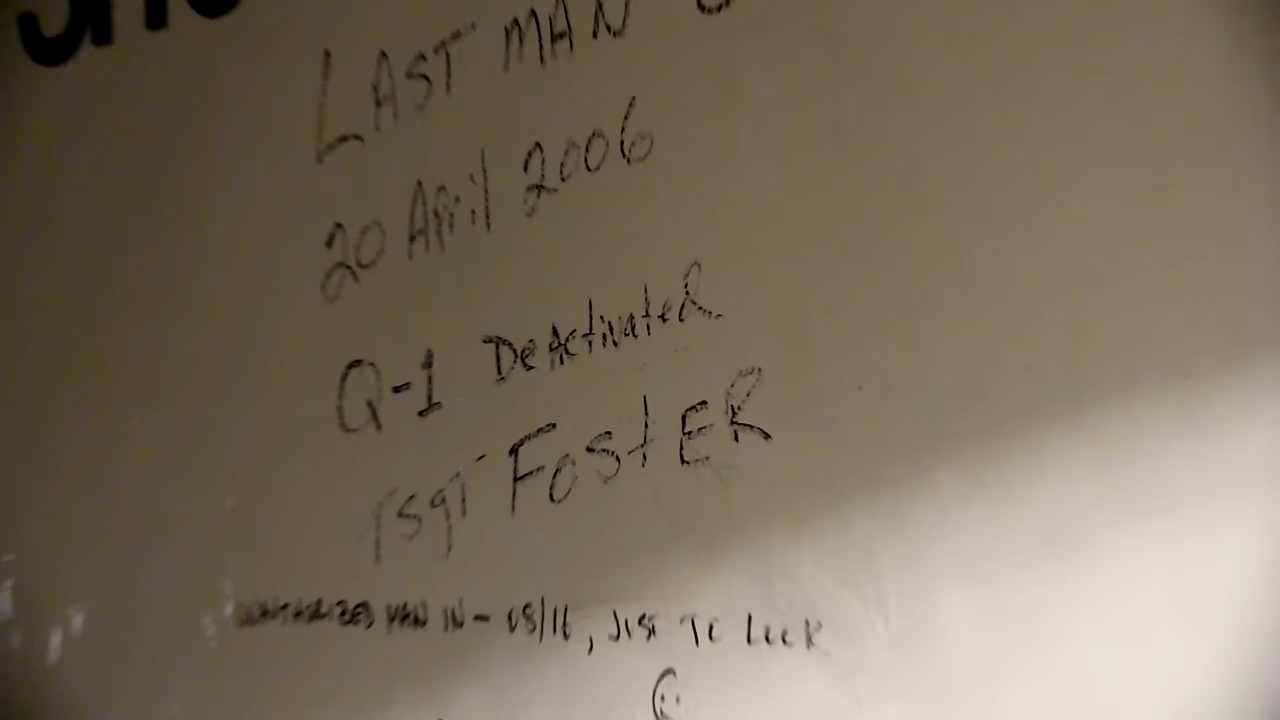 LAST MAN
20 April 2006
Q-1 DeActivated
TSgT FostER
MAN IN - 08/16, JUST TO LOOK